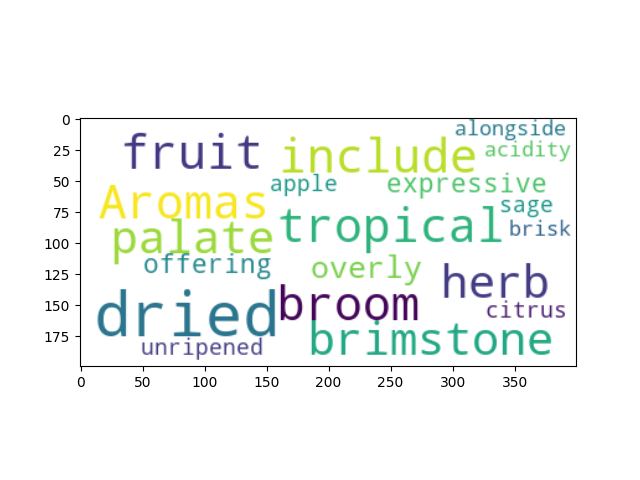 0
25
50
75
100
125
150
175
alongside
fruit include acidity
apple expressive
Aromas sage
palate tropical brisk
offering overly
herb
dried broom citrus
unripened brimstone
0 50 100 150 200 250 300 350